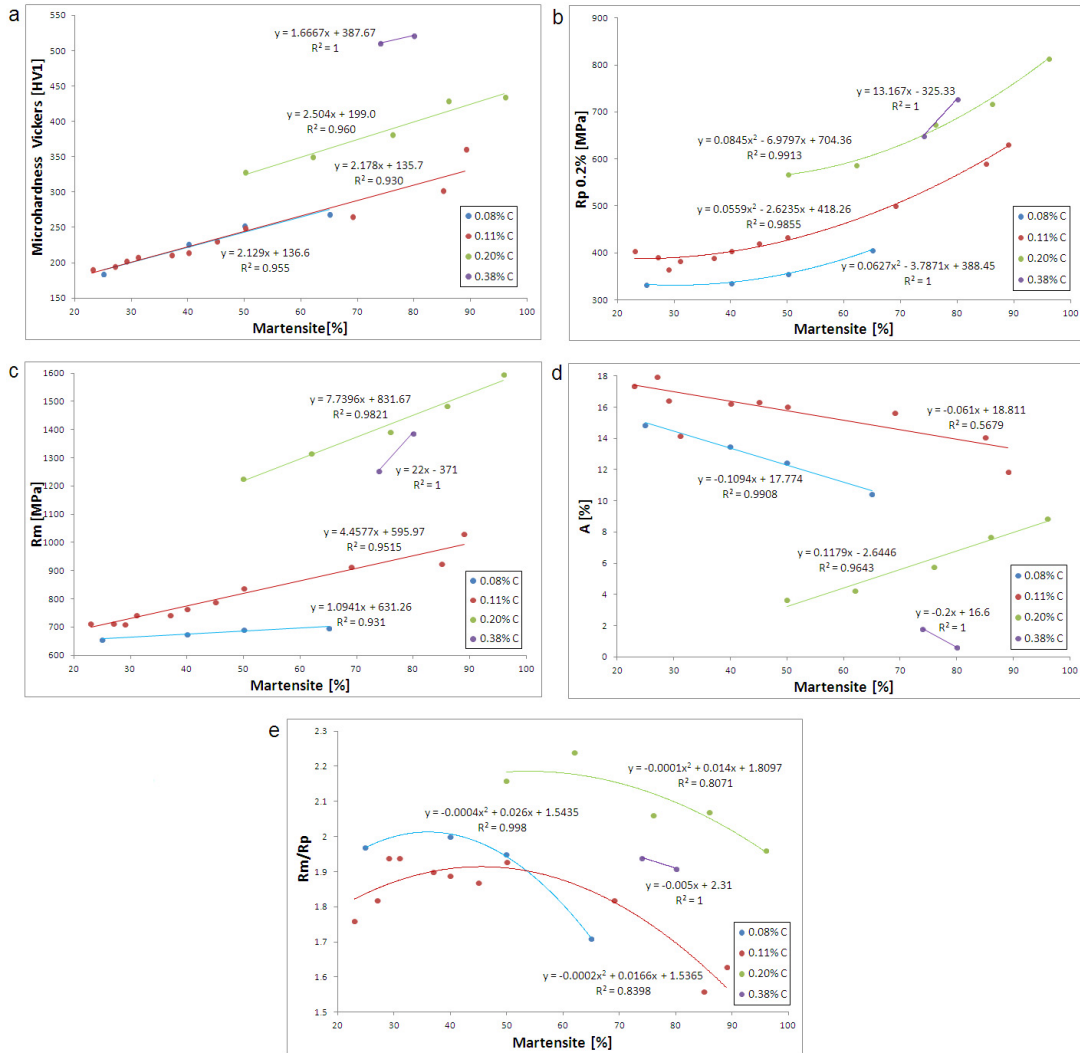 a
550
500
450
400
350
300
250
200
150
20 30 40 50 60 70 80 90 100
Microhardness Vickers [HV1]
Martensite[%]
y = 1.6667x + 387.67
R² = 1
y = 2.504x + 199.0
R² = 0.960
y = 2.178x + 135.7
R² = 0.930
y = 2.129x + 136.6
R² = 0.955
0.08% C
0.11% C
0.20% C
0.38% C
b
900
800
700
600
500
400
300
20 30 40 50 60 70 80 90 100
Rp 0.2% [MPa]
Martensite [%]
y = 13.167x - 325.33
R² = 1
y = 0.0845x² - 6.9797x + 704.36
R² = 0.9913
y = 0.0559x² - 2.6235x + 418.26
R² = 0.9855
y = 0.0627x² - 3.7871x + 388.45
R² = 1
0.08% C
0.11% C
0.20% C
0.38% C
c
1600
1500
1400
1300
1200
1100
1000
900
800
700
600
20 30 40 50 60 70 80 90 100
Rm [MPa]
Martensite [%]
y = 7.7396x + 831.67
R² = 0.9821
y = 22x - 371
R² = 1
y = 4.4577x + 595.97
R² = 0.9515
y = 1.0941x + 631.26
R² = 0.931
0.08% C
0.11% C
0.20% C
0.38% C
d
18
16
14
12
10
8
6
4
2
0
20 30 40 50 60 70 80 90 100
A [%]
Martensite [%]
y = -0.061x + 18.811
R² = 0.5679
y = -0.1094x + 17.774
R² = 0.9908
y = 0.1179x - 2.6446
R² = 0.9643
y = -0.2x + 16.6
R² = 1
0.08% C
0.11% C
0.20% C
0.38% C
e
2.3
2.2
2.1
2
1.9
1.8
1.7
1.6
1.5
20 30 40 50 60 70 80 90 100
Rm/Rp
Martensite [%]
y = -0.0001x² + 0.014x + 1.8097
R² = 0.8071
y = -0.0004x² + 0.026x + 1.5435
R² = 0.998
y = -0.005x + 2.31
R² = 1
y = -0.0002x² + 0.0166x + 1.5365
R² = 0.8398
0.08% C
0.11% C
0.20% C
0.38% C